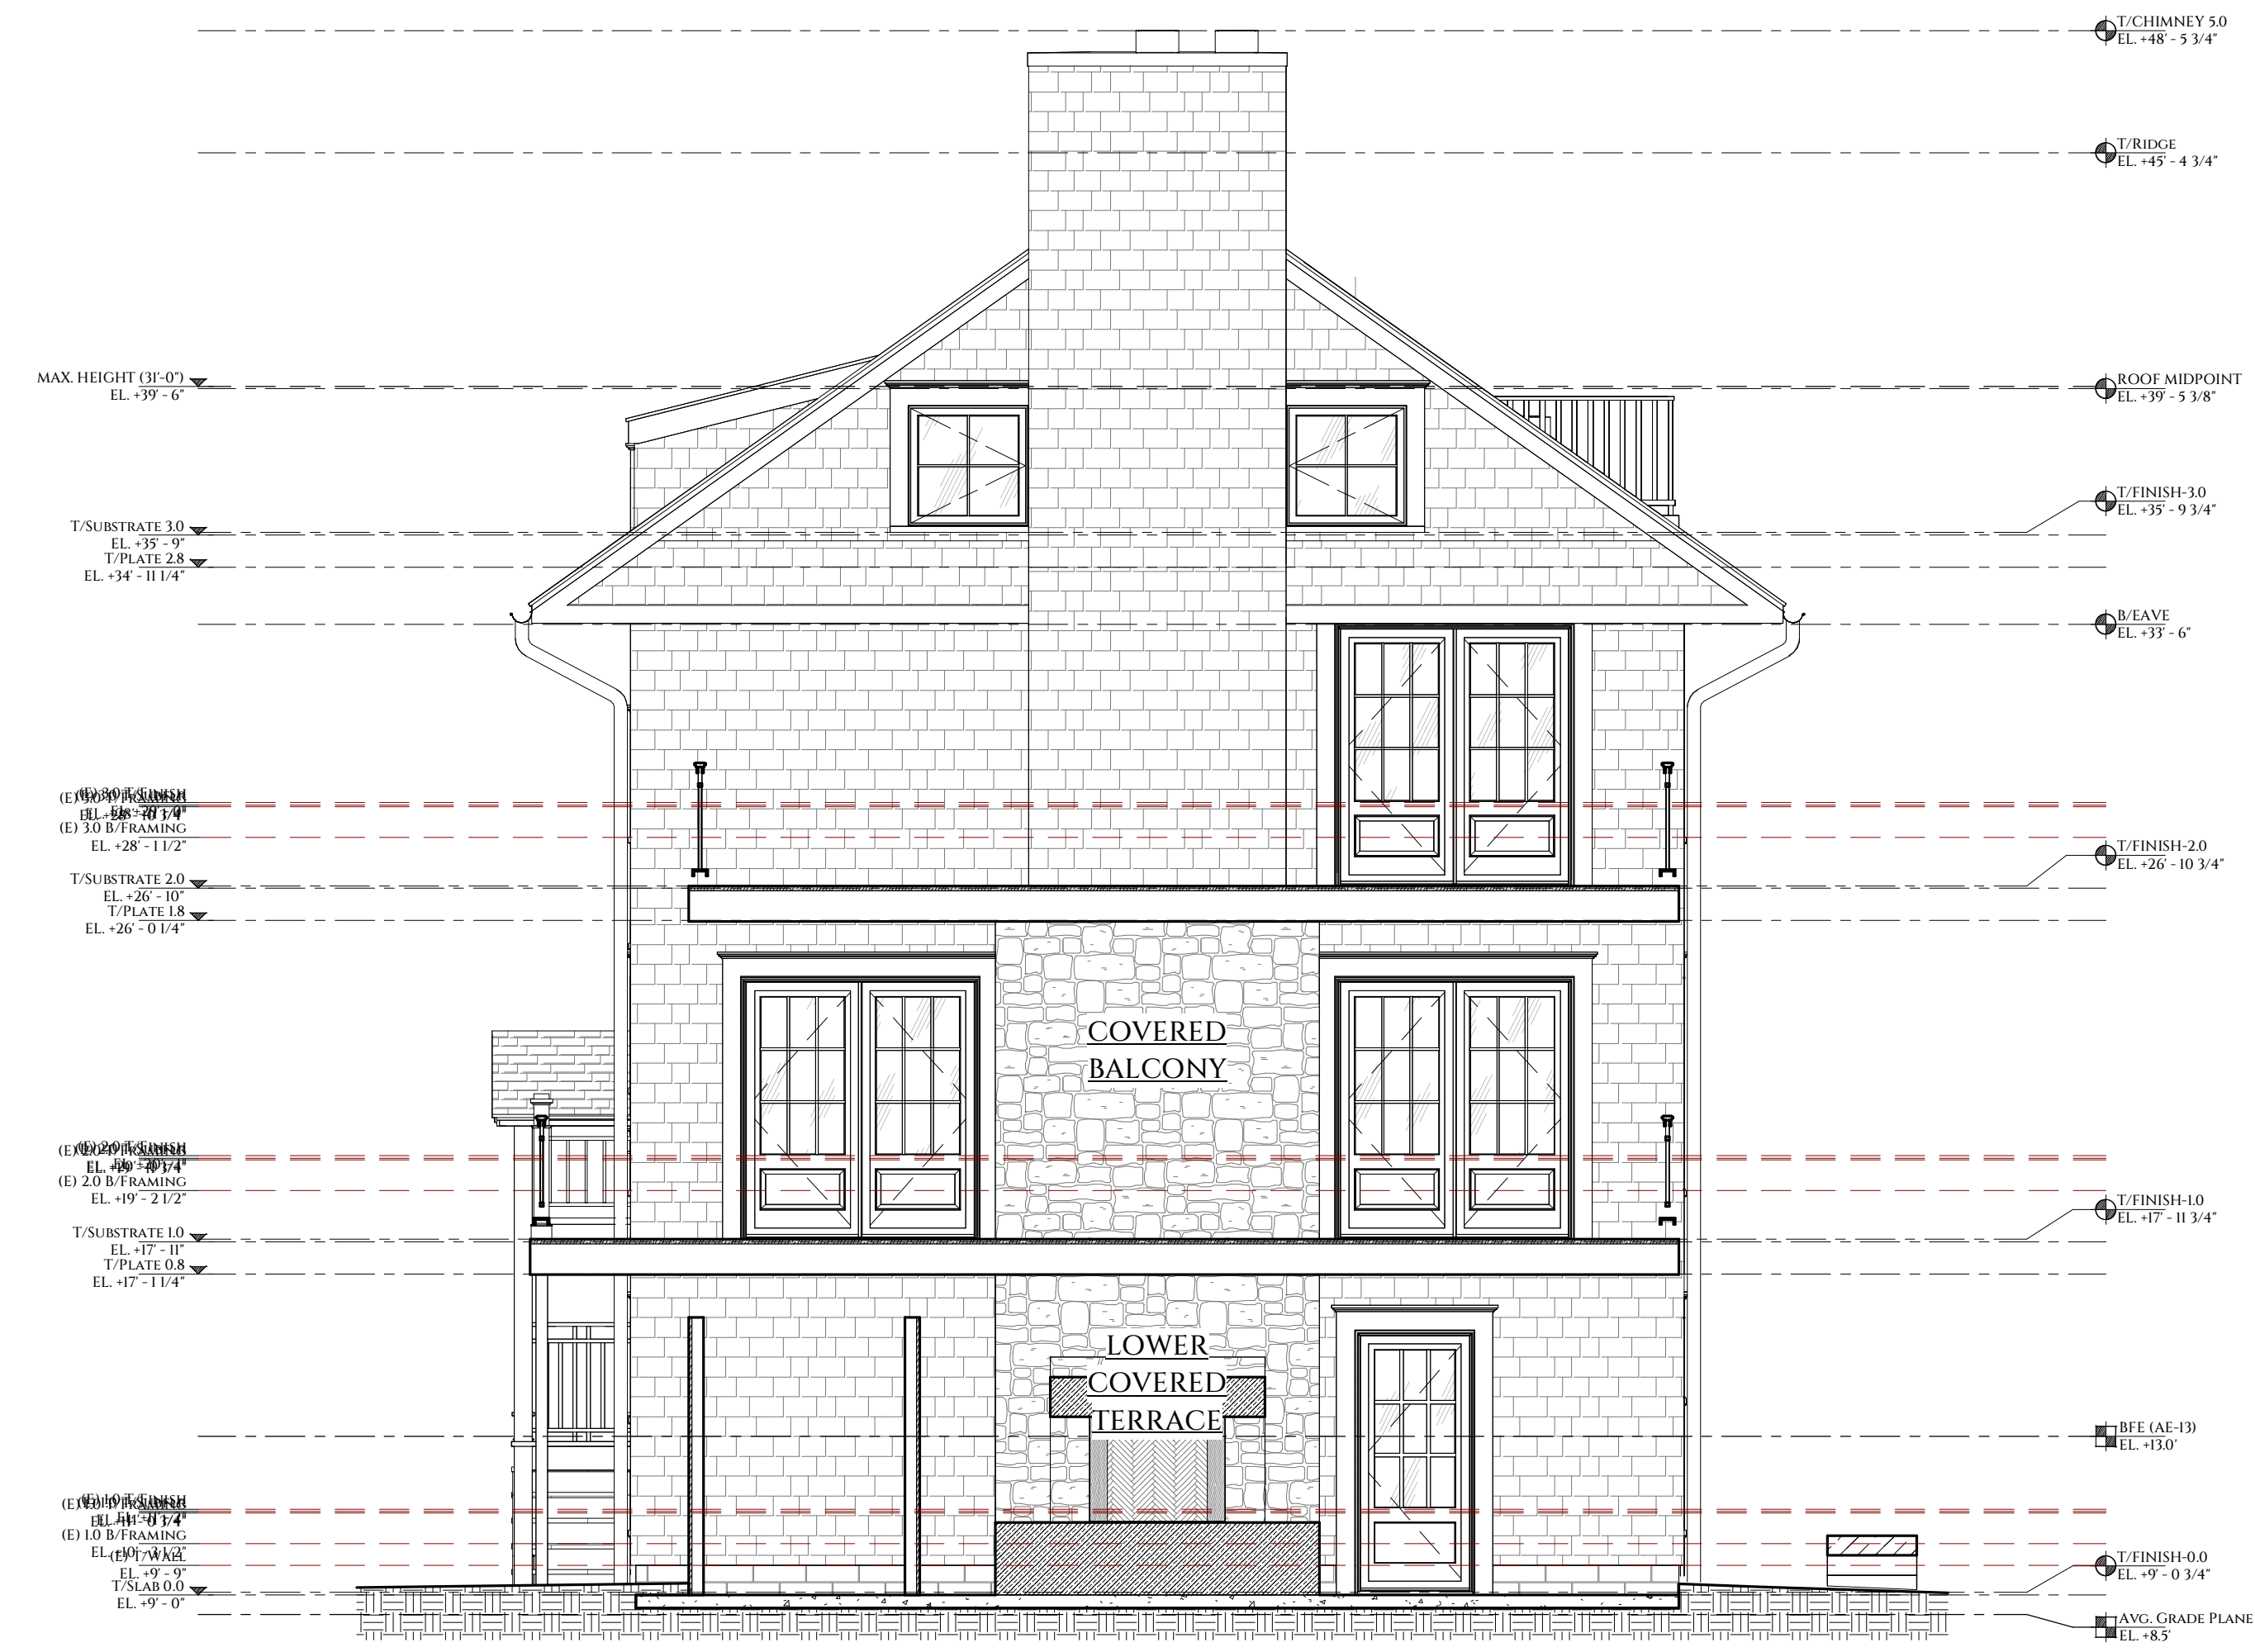 T/CHIMNEY 5.0
EL. +48' - 5 3/4"
T/RIDGE
EL. +45' - 4 3/4"
MAX. HEIGHT (31'-0")
EL. +39' - 6"
ROOF MIDPOINT
EL. +39' - 5 3/8"
T/FINISH-3.0
EL. +35' - 9 3/4"
T/SUBSTRATE 3.0
EL. +35' - 9"
T/PLATE 2.8
EL. +34' - 11 1/4"
B/EAVE
EL. +33' - 6"
(E) 3.0 B/FRAMING
EL. +28' - 1 1/2"
T/FINISH-2.0
EL. +26' - 10 3/4"
T/SUBSTRATE 2.0
EL. +26' - 10"
T/PLATE 1.8
EL. +26' - 0 1/4"
COVERED
BALCONY
(E) 2.0 B/FRAMING
EL. +19' - 2 1/2"
T/FINISH-1.0
EL. +17' - 11 3/4"
T/SUBSTRATE 1.0
EL. +17' - 11"
T/PLATE 0.8
EL. +17' - 1 1/4"
LOWER
COVERED
TERRACE
BFE (AE-13)
EL. +13.0'
(E) 1.0 B/FRAMING
EL. +10' - 3 1/2"
(E) T/WALL
EL. +9' - 9"
T/FINISH-0.0
EL. +9' - 0 3/4"
T/SLAB 0.0
EL. +9' - 0"
AVG. GRADE PLANE
EL. +8.5'